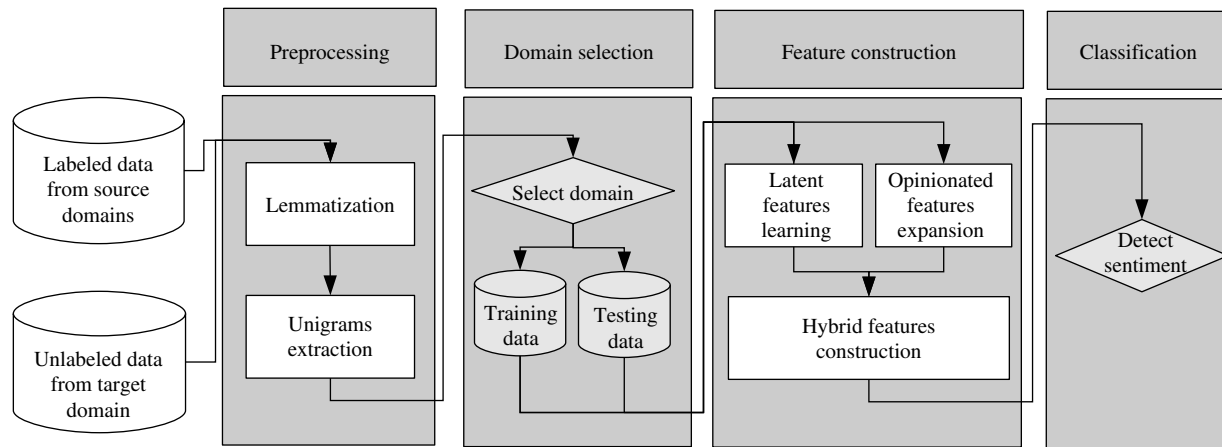 Preprocessing
Domain selection
Feature construction
Classification
Labeled data
from source
domains
Unlabeled data
from target
domain
Lemmatization
Unigrams
extraction
Select domain
Training
data
Testing
data
Latent
features
learning
Opinionated
features
expansion
Hybrid features
construction
Detect
sentiment